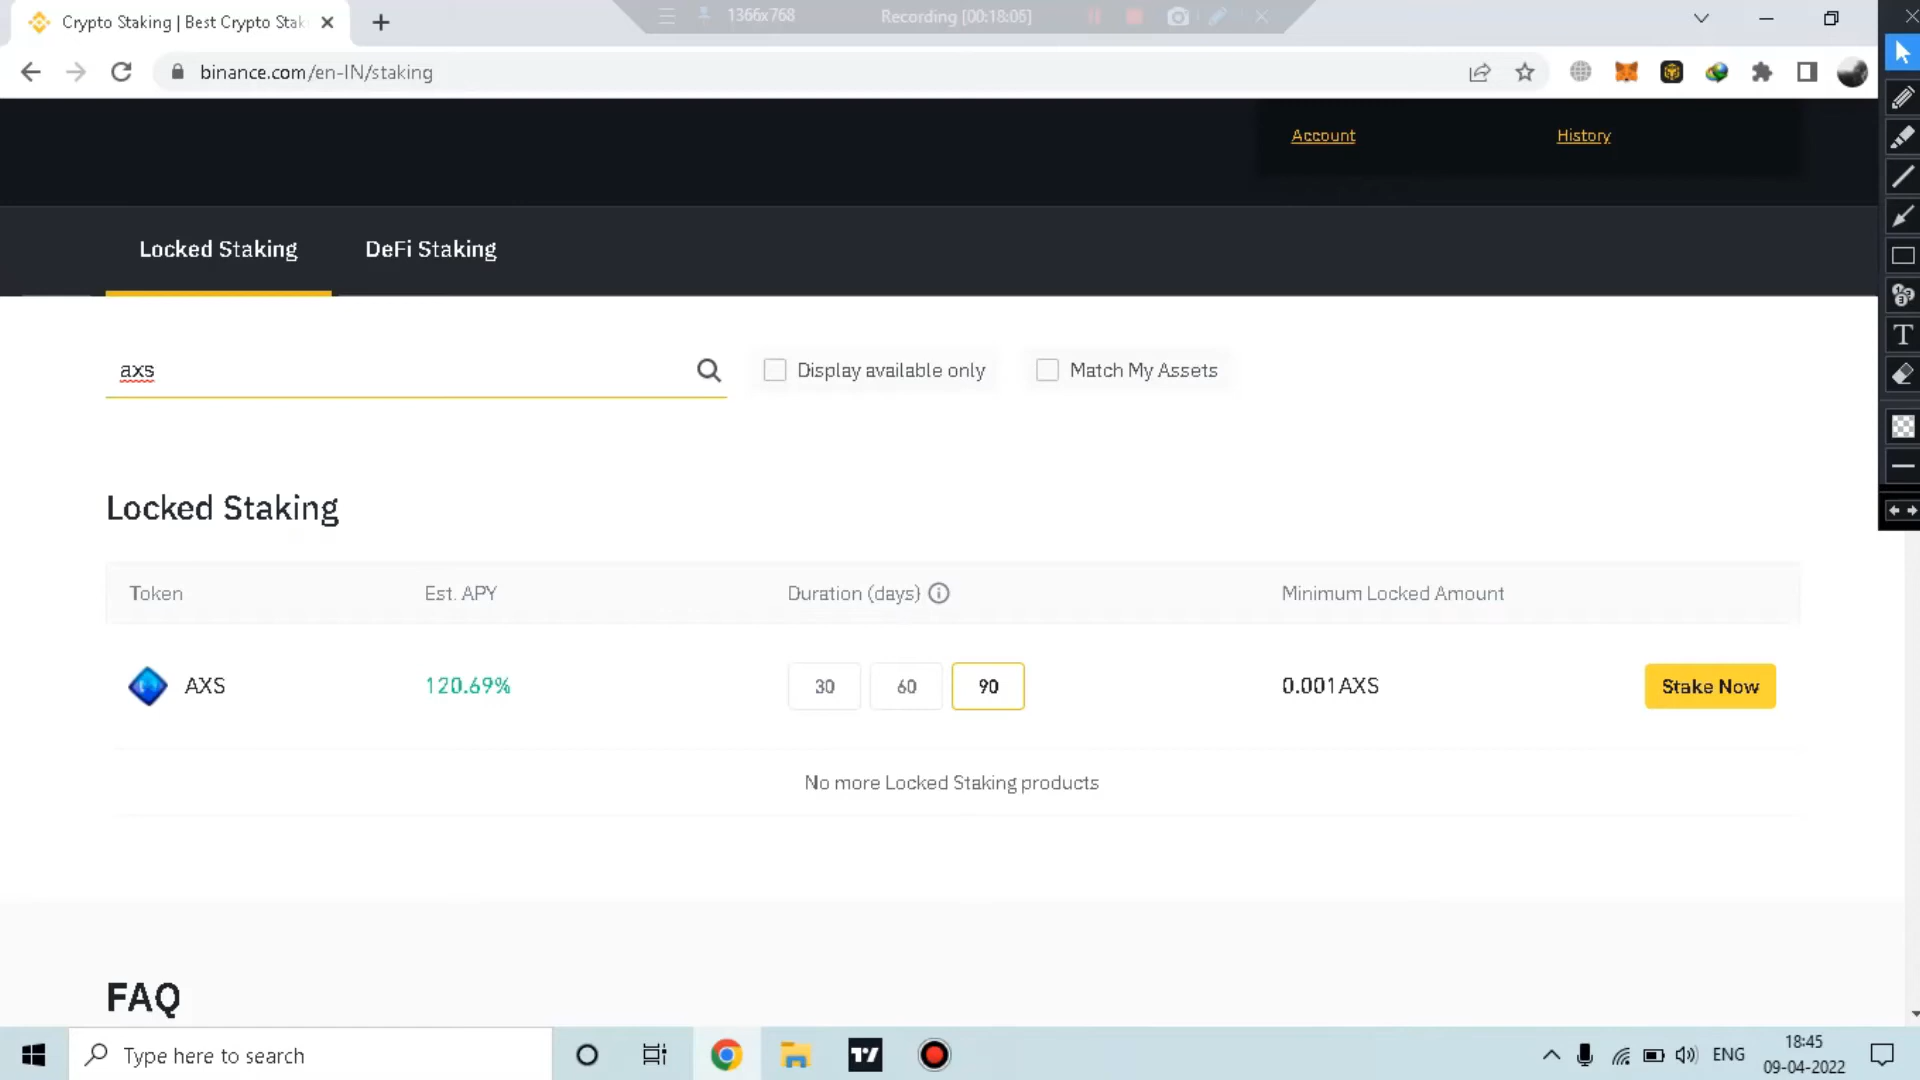 Crypto Staking | Best Crypto Stak
1366x768
Recording [00:18:05]
binance.com/en-IN/staking
Account
History
Locked Staking
DeFi Staking
axs
Display available only
Match My Assets
Locked Staking
Token
Est. APY
Duration (days)
Minimum Locked Amount
AXS
120.69%
30
60
90
0.001AXS
Stake Now
No more Locked Staking products
FAQ
Type here to search
ENG
18:45
09-04-2022